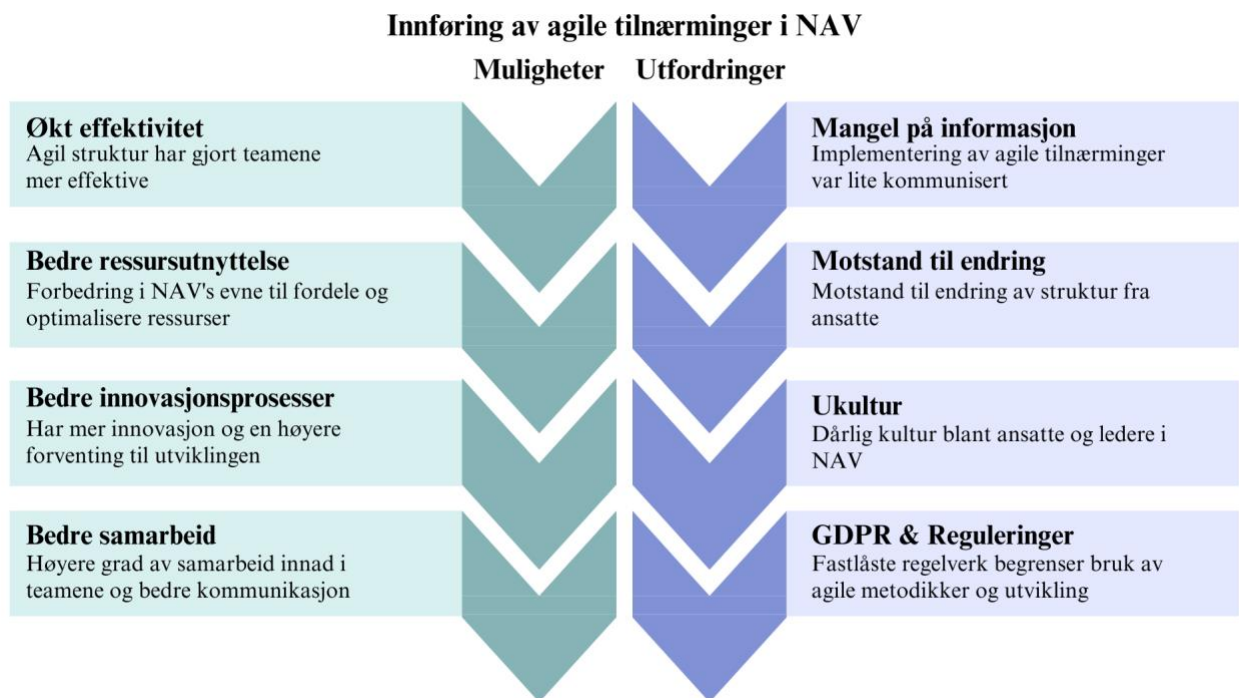 Innføring av agile tilnærminger i NAV
Muligheter
Utfordringer
Økt effektivitet
Agil struktur har gjort teamene
mer effektive
Bedre ressursutnyttelse
Forbedring i NAV's evne til fordele og
optimalisere ressurser
Bedre innovasjonsprosesser
Har mer innovasjon og en høyere
forventing til utviklingen
Bedre samarbeid
Høyere grad av samarbeid innad i
teamene og bedre kommunikasjon
Mangel på informasjon
Implementering av agile tilnærminger
var lite kommunisert
Motstand til endring
Motstand til endring av struktur fra
ansatte
Ukultur
Dårlig kultur blant ansatte og ledere i
NAV
GDPR & Reguleringer
Fastlåste regelverk begrenser bruk av
agile metodikker og utvikling